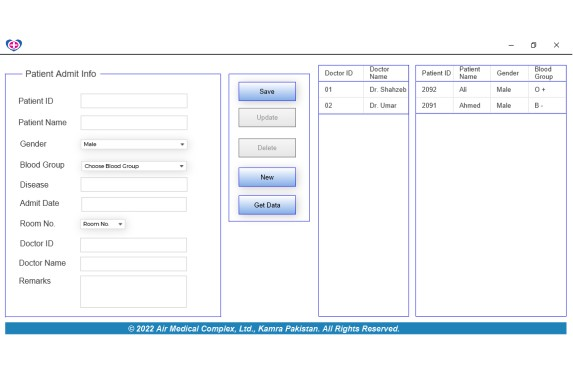 Patient Admit Info
Patient ID
Patient Name
Gender
Male
Blood Group
Choose Blood Group
Disease
Admit Date
Room No.
Room No.
Doctor ID
Doctor Name
Remarks
Save
Update
Delete
New
Get Data
Doctor ID Doctor Name
01 Dr. Shahzeb
02 Dr. Umar
Patient ID Patient Name Gender Blood Group
2092 Ali Male O +
2091 Ahmed Male B -
© 2022 Air Medical Complex, Ltd., Kamra Pakistan. All Rights Reserved.